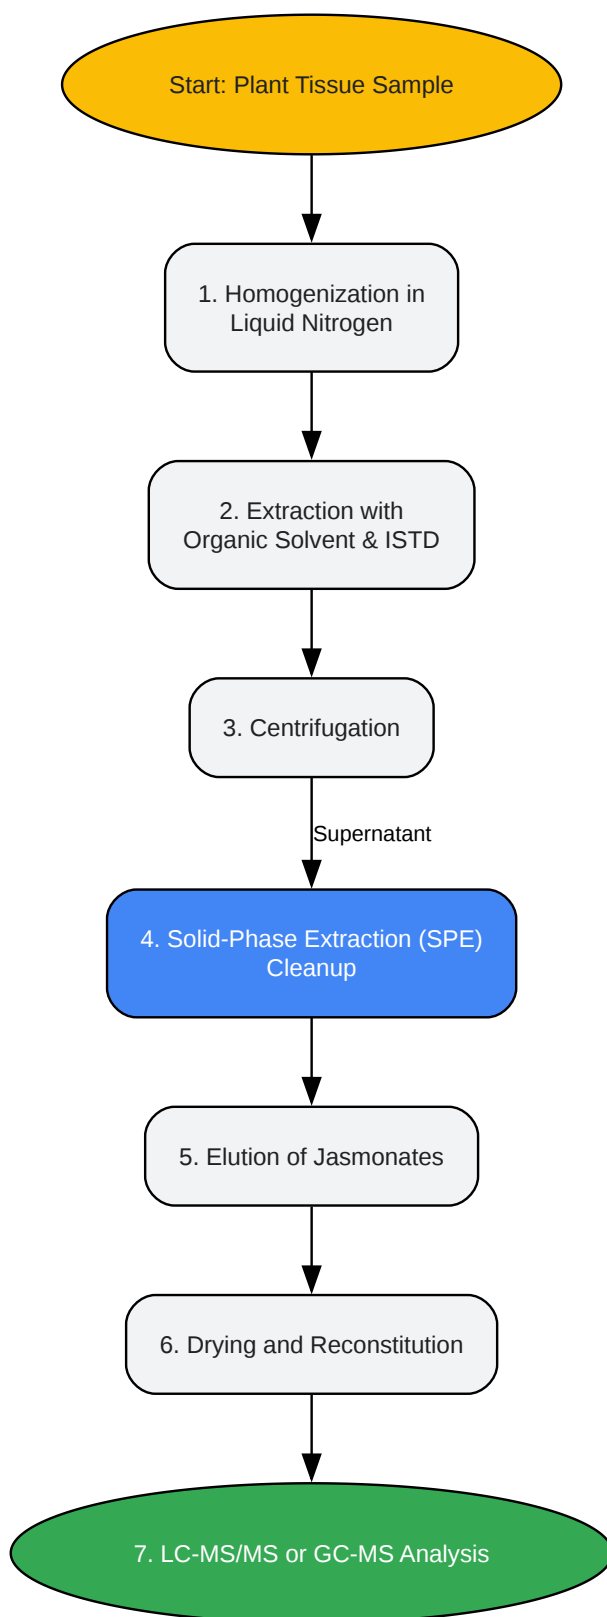 Start: Plant Tissue Sample
1. Homogenization in
Liquid Nitrogen
2. Extraction with
Organic Solvent & ISTD
3. Centrifugation
Supernatant
4. Solid-Phase Extraction (SPE)
Cleanup
5. Elution of Jasmonates
6. Drying and Reconstitution
7. LC-MS/MS or GC-MS Analysis